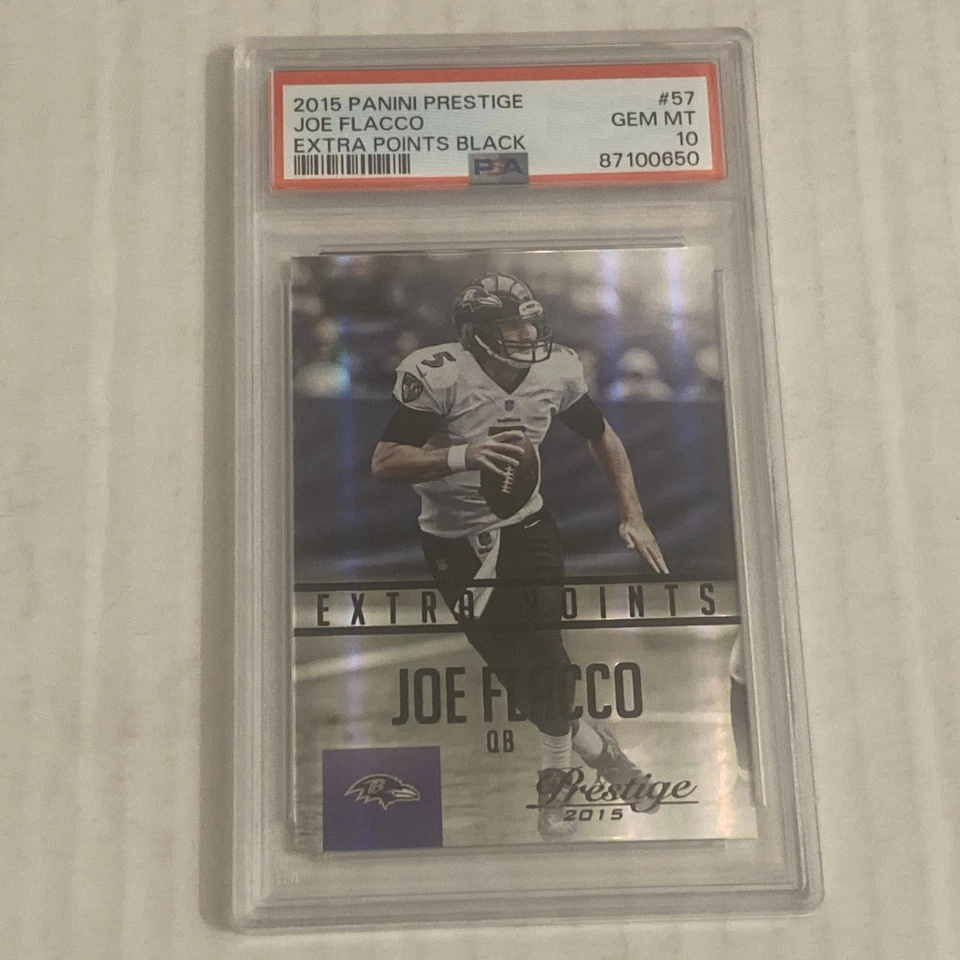 2015 PANINI PRESTIGE #57
JOE FLACCO GEM MT
EXTRA POINTS BLACK 10
PSA 87100650
5
EXTRA POINTS
JOE FLACCO
QB
Prestige
2015